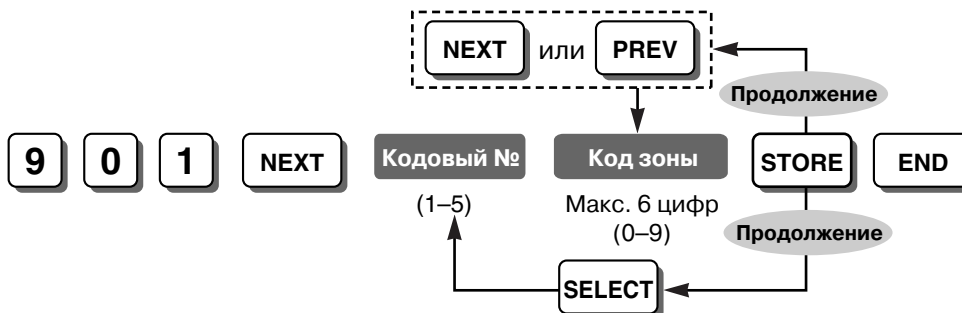 NEXT или PREV
Продолжение
9 0 1 NEXT Кодовый № Код зоны STORE END
(1–5) Макс. 6 цифр
(0–9)
Продолжение
SELECT